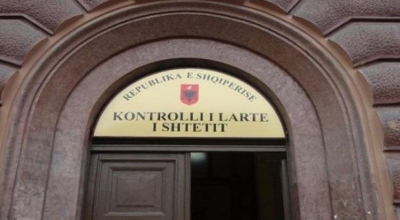 REPUBLIKA E SHQIPERISE
KONTROLLI I LARTE
I SHTETIT